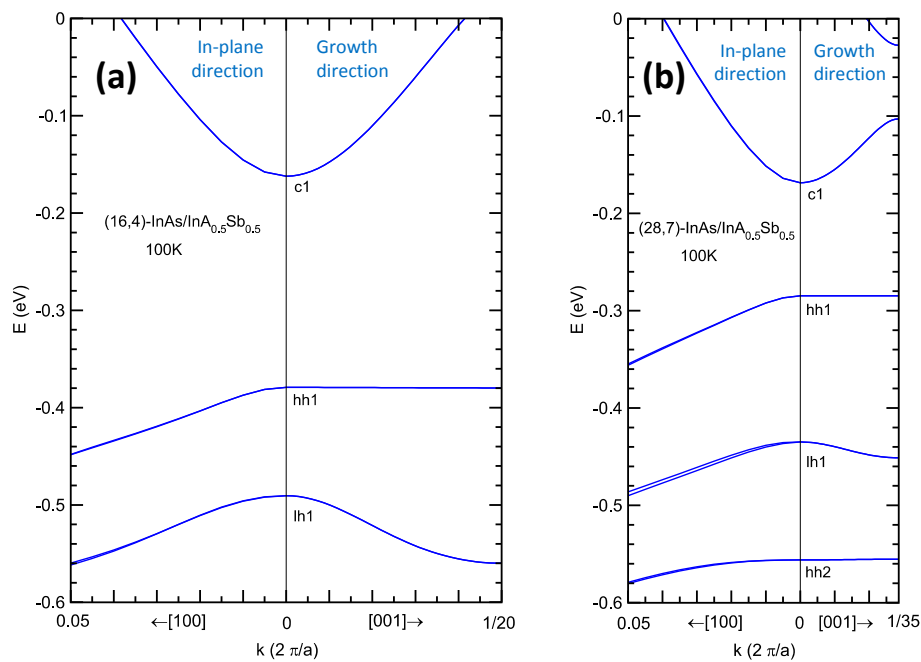 (a)
In-plane
direction
Growth
direction
c1
(16,4)-InAs/InA0.5Sb0.5
100K
hh1
lh1
E (eV)
0
-0.1
-0.2
-0.3
-0.4
-0.5
-0.6
0.05
←[100]
0
[001]→
1/20
k (2 π/a)
(b)
In-plane
direction
Growth
direction
c1
(28,7)-InAs/InA0.5Sb0.5
100K
hh1
lh1
hh2
E (eV)
0
-0.1
-0.2
-0.3
-0.4
-0.5
-0.6
0.05
←[100]
0
[001]→
1/35
k (2 π/a)